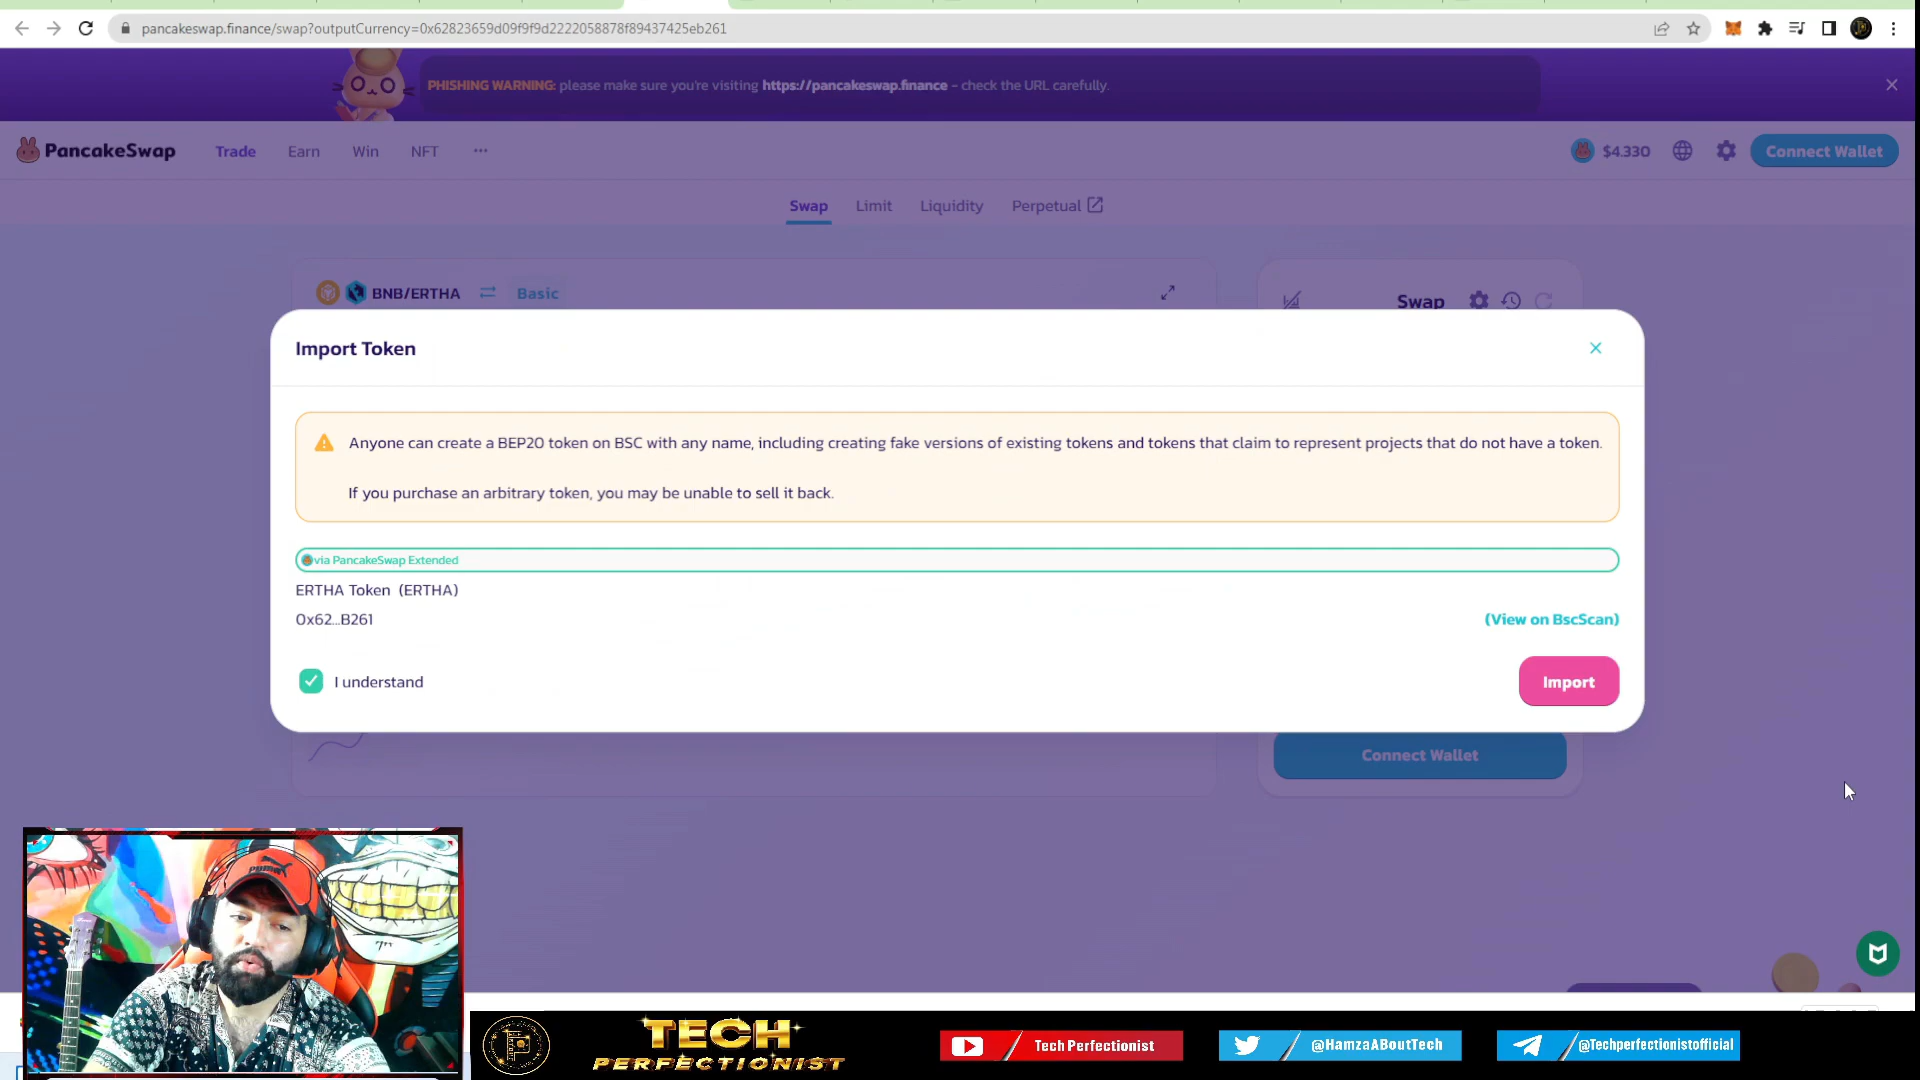 pancakeswap.finance/swap?outputCurrency=0x62823659d09f9f9d2222058878f89437425eb261
PHISHING WARNING: please make sure you're visiting https://pancakeswap.finance - check the URL carefully.
PancakeSwap Trade Earn Win NFT $4.330 Connect Wallet
Swap Limit Liquidity Perpetual
BNB/ERTHA Basic
Swap
Import Token
Anyone can create a BEP20 token on BSC with any name, including creating fake versions of existing tokens and tokens that claim to represent projects that do not have a token.
If you purchase an arbitrary token, you may be unable to sell it back.
via PancakeSwap Extended
ERTHA Token (ERTHA)
0x62...B261 (View on BscScan)
I understand
Import
Connect Wallet
PUMA
TECH
PERFECTIONIST
Tech Perfectionist
@HamzaABoutTech
@Techperfectionistofficial